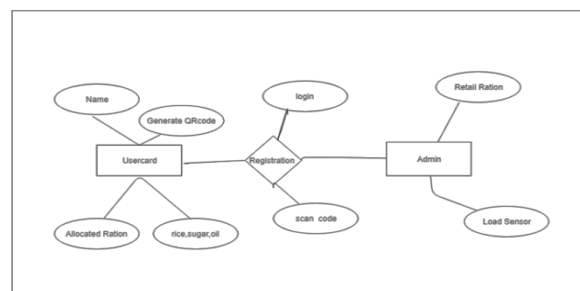 Name
Generate QRcode
login
Retail Ration
Usercard
Registration
Admin
Allocated Ration
rice,sugar,oil
scan code
Load Sensor